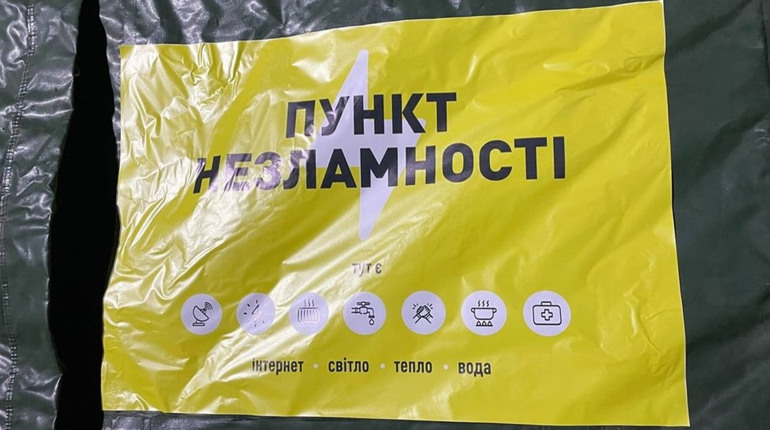 ПУНКТ
НЕЗЛАМНОСТІ
тут є
інтернет • світло • тепло • вода